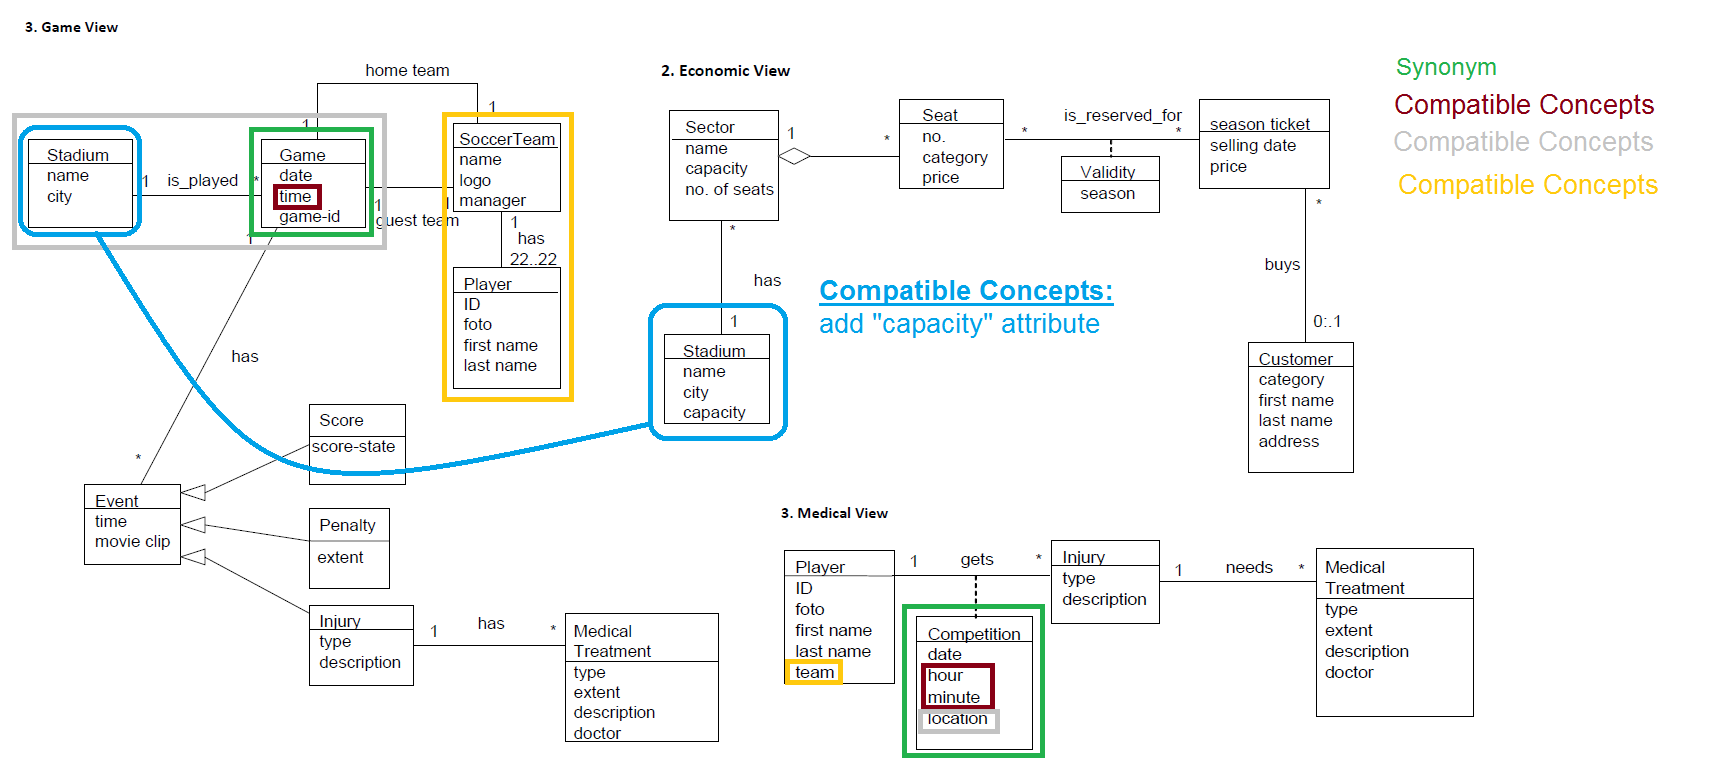 3. Game View
home team
1
1
Stadium
name
city
1
is_played
*
Game
date
time
game-id
1
SoccerTeam
name
logo
manager
1
1
guest team
1
has
22..22
Player
ID
foto
first name
last name
has
*
Event
time
movie clip
Score
score-state
Penalty
extent
Injury
type
description
1
has
*
Medical
Treatment
type
extent
description
doctor
2. Economic View
Sector
name
capacity
no. of seats
1
*
Seat
no.
category
price
*
is_reserved_for
*
Validity
season
season ticket
selling date
price
*
buys
0:.1
Customer
category
first name
last name
address
*
has
1
Stadium
name
city
capacity
Compatible Concepts:
add "capacity" attribute
Synonym
Compatible Concepts
Compatible Concepts
Compatible Concepts
3. Medical View
Player
ID
foto
first name
last name
team
1
gets
*
Competition
date
hour
minute
location
Injury
type
description
1
needs
*
Medical
Treatment
type
extent
description
doctor